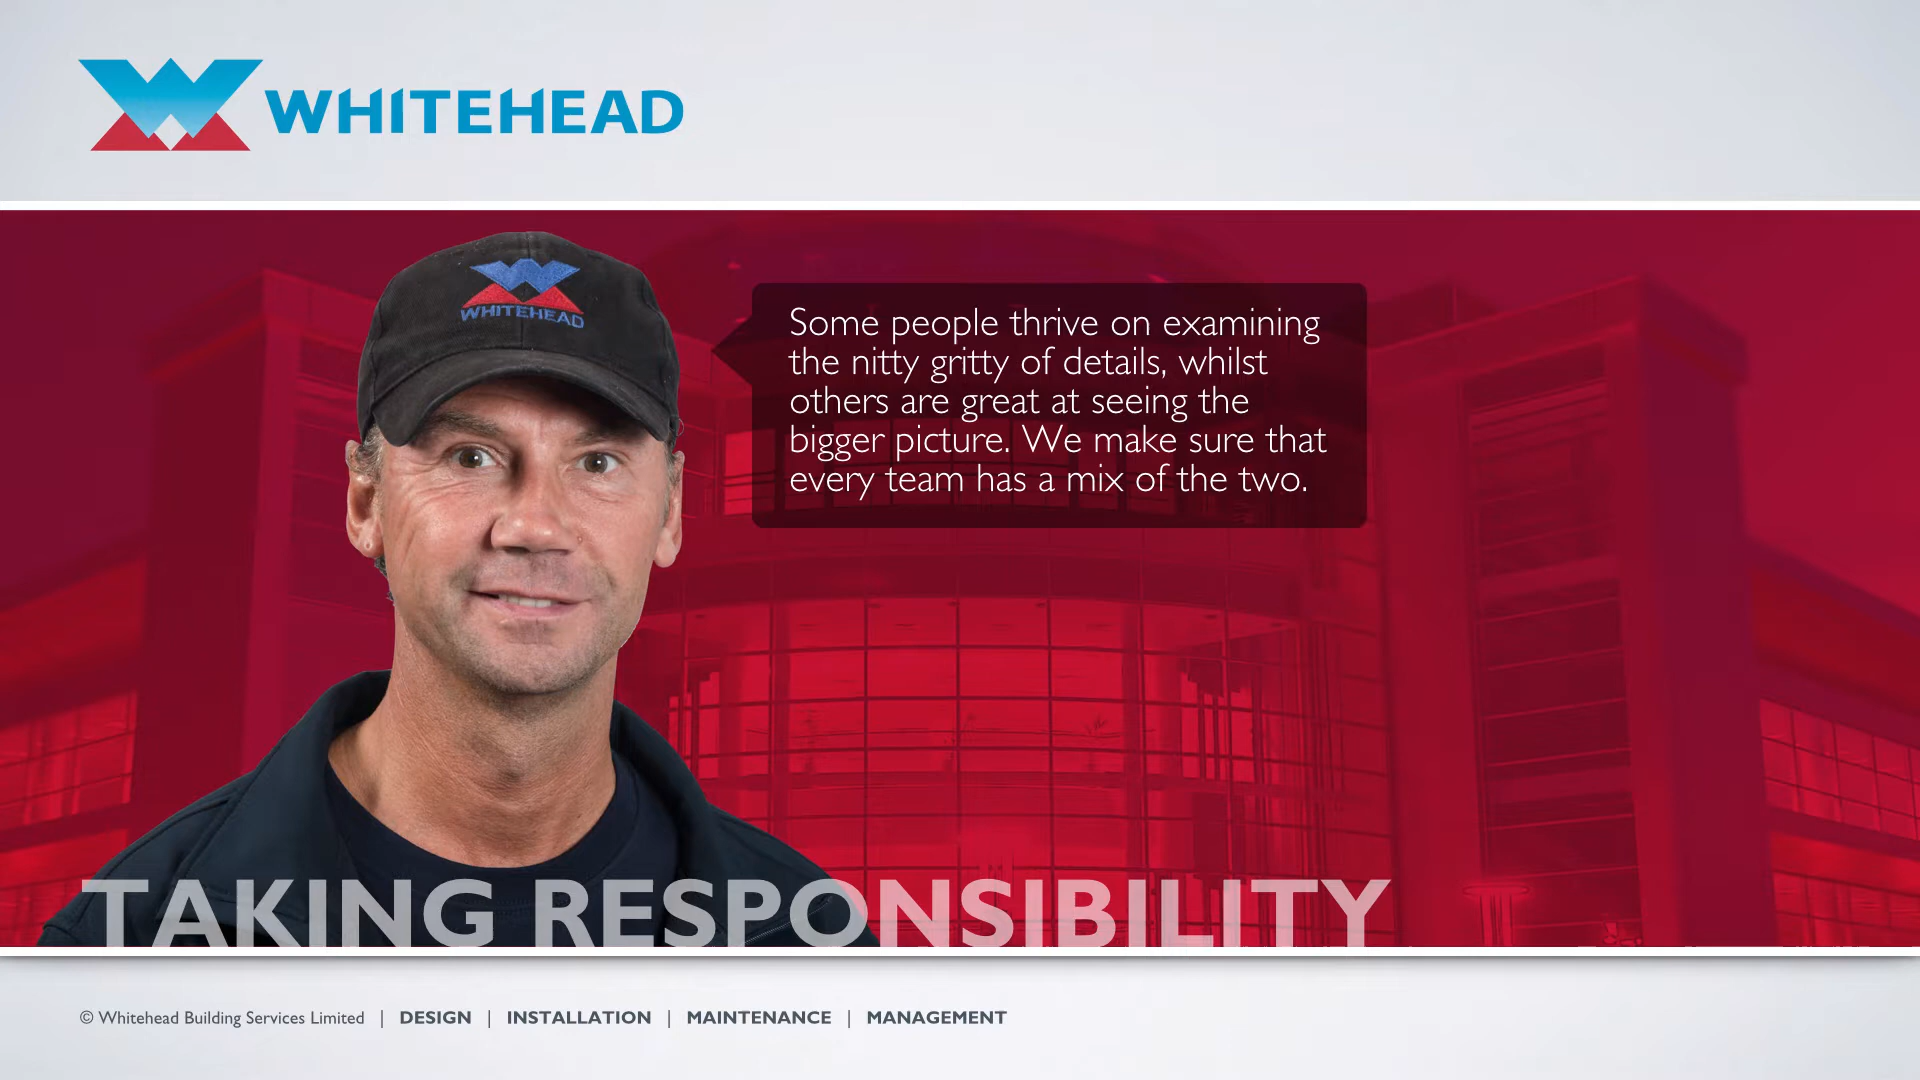 WHITEHEAD
WHITEHEAD
Some people thrive on examining
the nitty gritty of details, whilst
others are great at seeing the
bigger picture. We make sure that
every team has a mix of the two.
TAKING RESPONSIBILITY
© Whitehead Building Services Limited | DESIGN | INSTALLATION | MAINTENANCE | MANAGEMENT